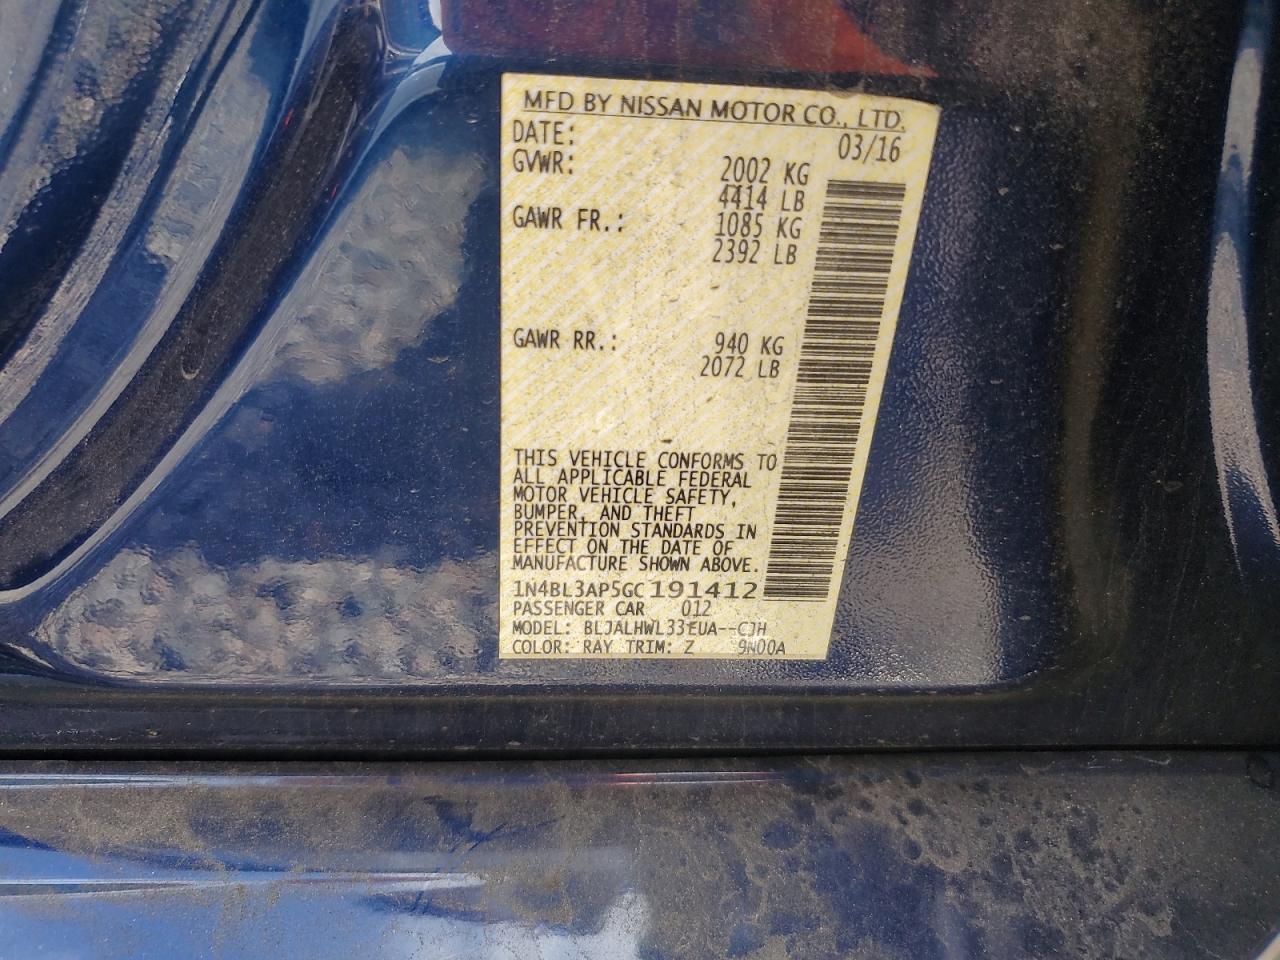 MFD BY NISSAN MOTOR CO., LTD.
DATE: 03/16
GVWR: 2002 KG
4414 LB
GAWR FR.: 1085 KG
2392 LB
GAWR RR.: 940 KG
2072 LB
THIS VEHICLE CONFORMS TO
ALL APPLICABLE FEDERAL
MOTOR VEHICLE SAFETY,
BUMPER, AND THEFT
PREVENTION STANDARDS IN
EFFECT ON THE DATE OF
MANUFACTURE SHOWN ABOVE.
1N4BL3AP5GC191412
PASSENGER CAR 012
MODEL: BLJALHWL33EUA--CJH
COLOR: RAY TRIM: Z 9N00A